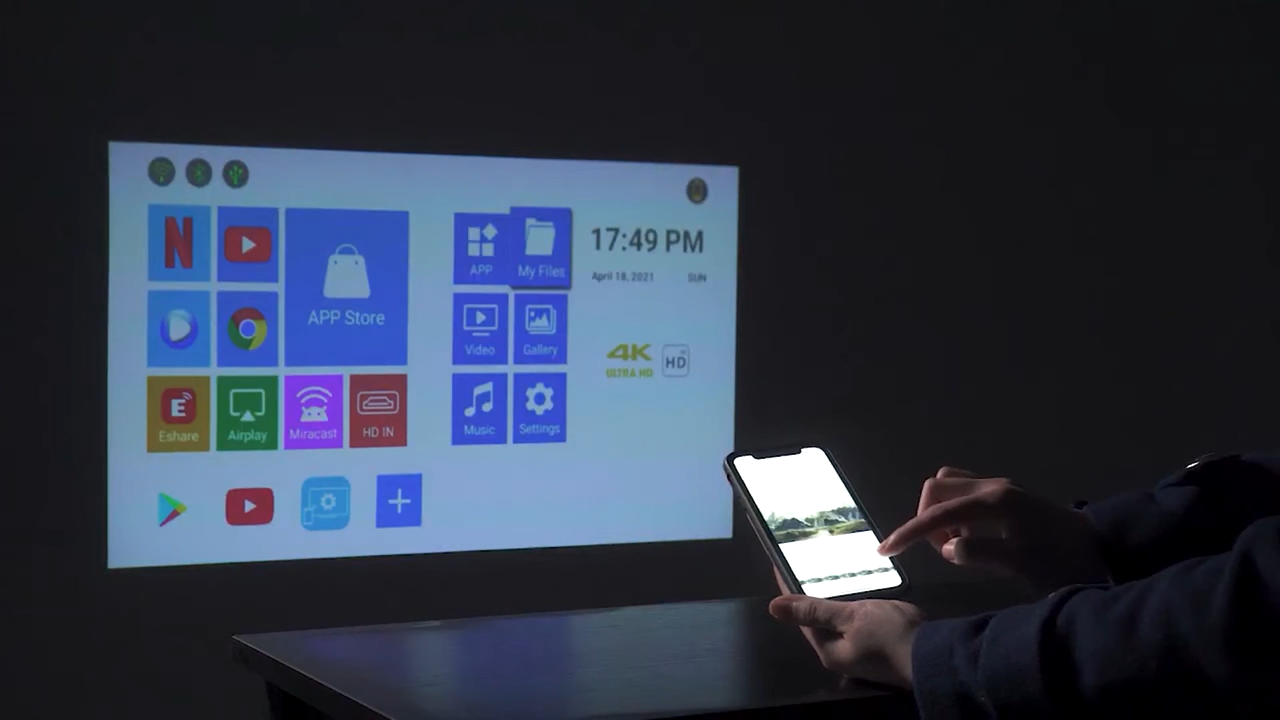 N
APP Store
Eshare
Airplay
Miracast
HD IN
APP
My Files
Video
Gallery
Music
Settings
17:49 PM
April 18, 2021 SUN
4K
ULTRA HD
HD